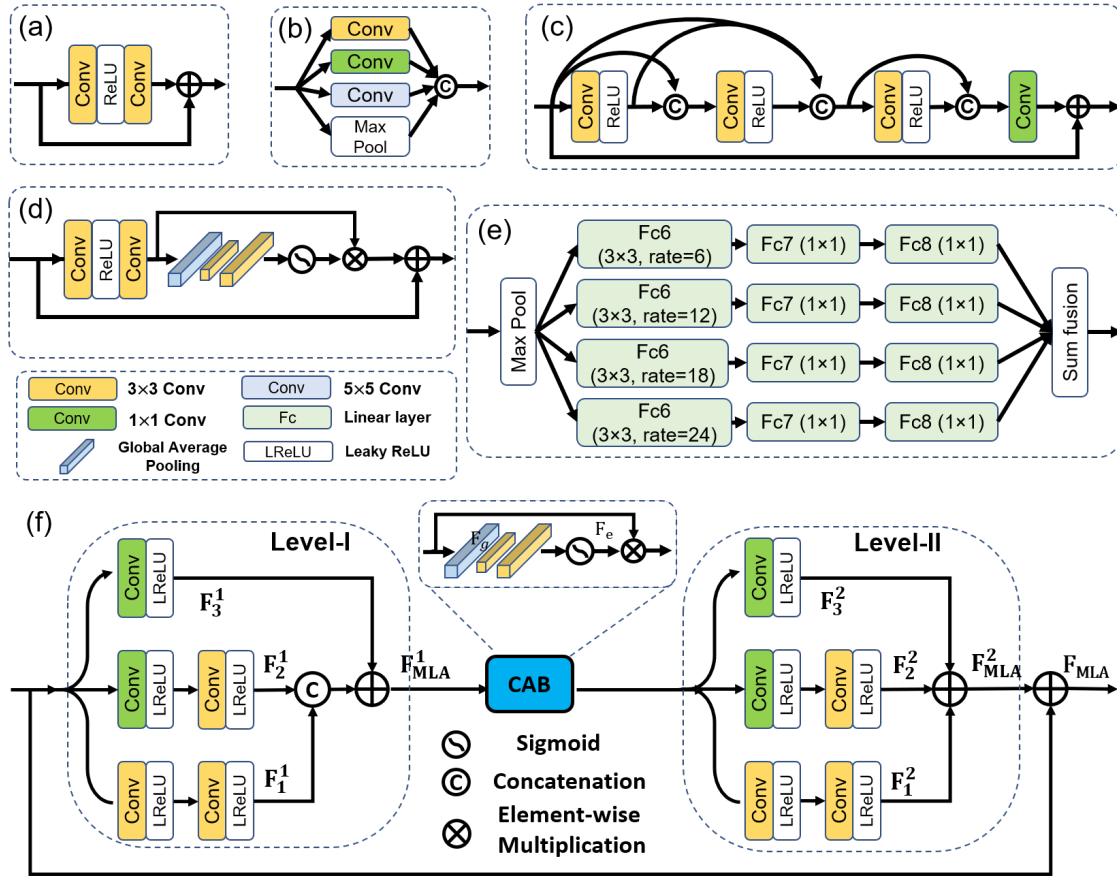 (a)
Conv
ReLU
Conv
(b)
Conv
Conv
Conv
Max
Pool
C
(c)
Conv
ReLU
C
Conv
ReLU
C
Conv
ReLU
C
Conv
(d)
Conv
ReLU
Conv
(e)
Max Pool
Fc6
(3×3, rate=6)
Fc7 (1×1)
Fc8 (1×1)
Fc6
(3×3, rate=12)
Fc7 (1×1)
Fc8 (1×1)
Fc6
(3×3, rate=18)
Fc7 (1×1)
Fc8 (1×1)
Fc6
(3×3, rate=24)
Fc7 (1×1)
Fc8 (1×1)
Sum fusion
Conv
3×3 Conv
Conv
5×5 Conv
Conv
1×1 Conv
Fc
Linear layer
Global Average
Pooling
LReLU
Leaky ReLU
(f)
Level-I
Conv
LReLU
F₃¹
Conv
LReLU
Conv
LReLU
F₂¹
C
Conv
LReLU
Conv
LReLU
F₁¹
F¹MLA
F_g
F_e
CAB
Sigmoid
C
Concatenation
Element-wise
Multiplication
Level-II
Conv
LReLU
F₃²
Conv
LReLU
Conv
LReLU
F₂²
Conv
LReLU
Conv
LReLU
F₁²
F²MLA
FMLA